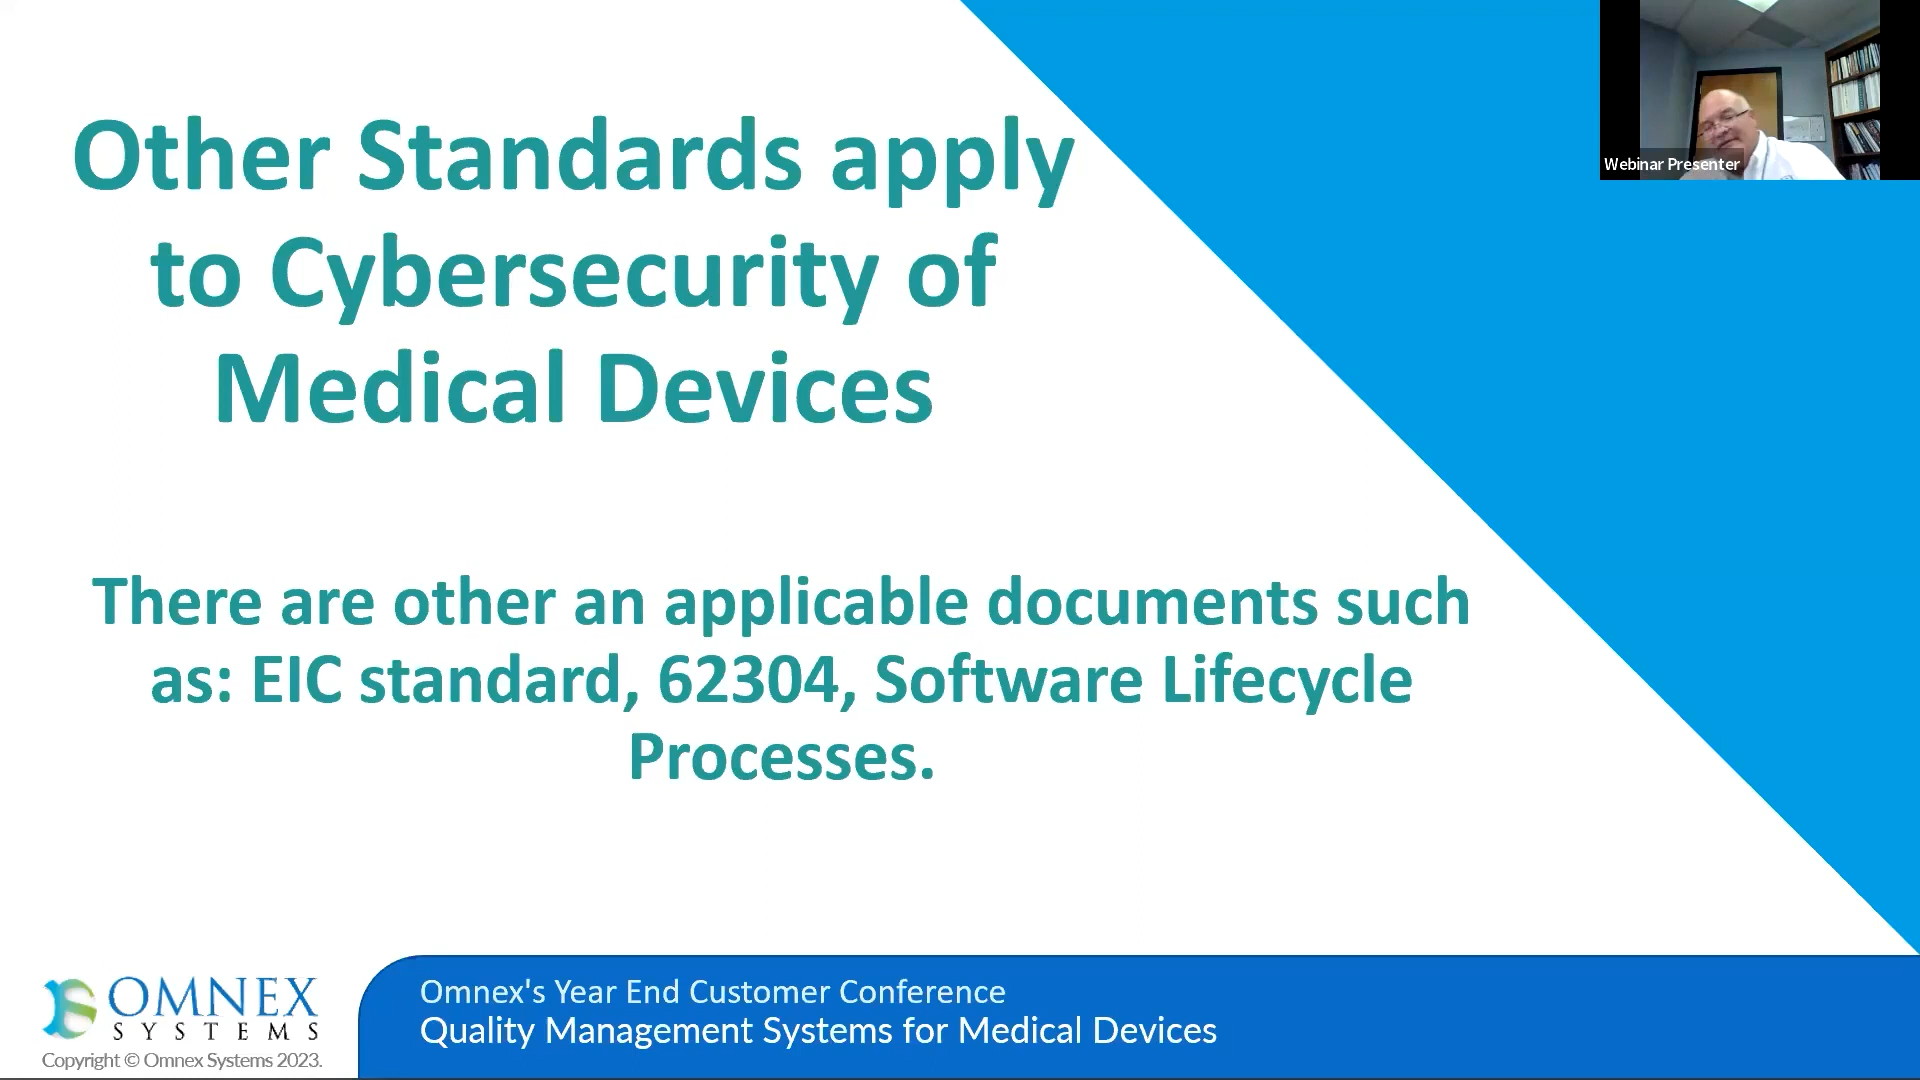 Other Standards apply
to Cybersecurity of
Medical Devices
There are other an applicable documents such
as: EIC standard, 62304, Software Lifecycle
Processes.
Webinar Presenter
OMNEX
SYSTEMS
Copyright © Omnex Systems 2023.
Omnex's Year End Customer Conference
Quality Management Systems for Medical Devices